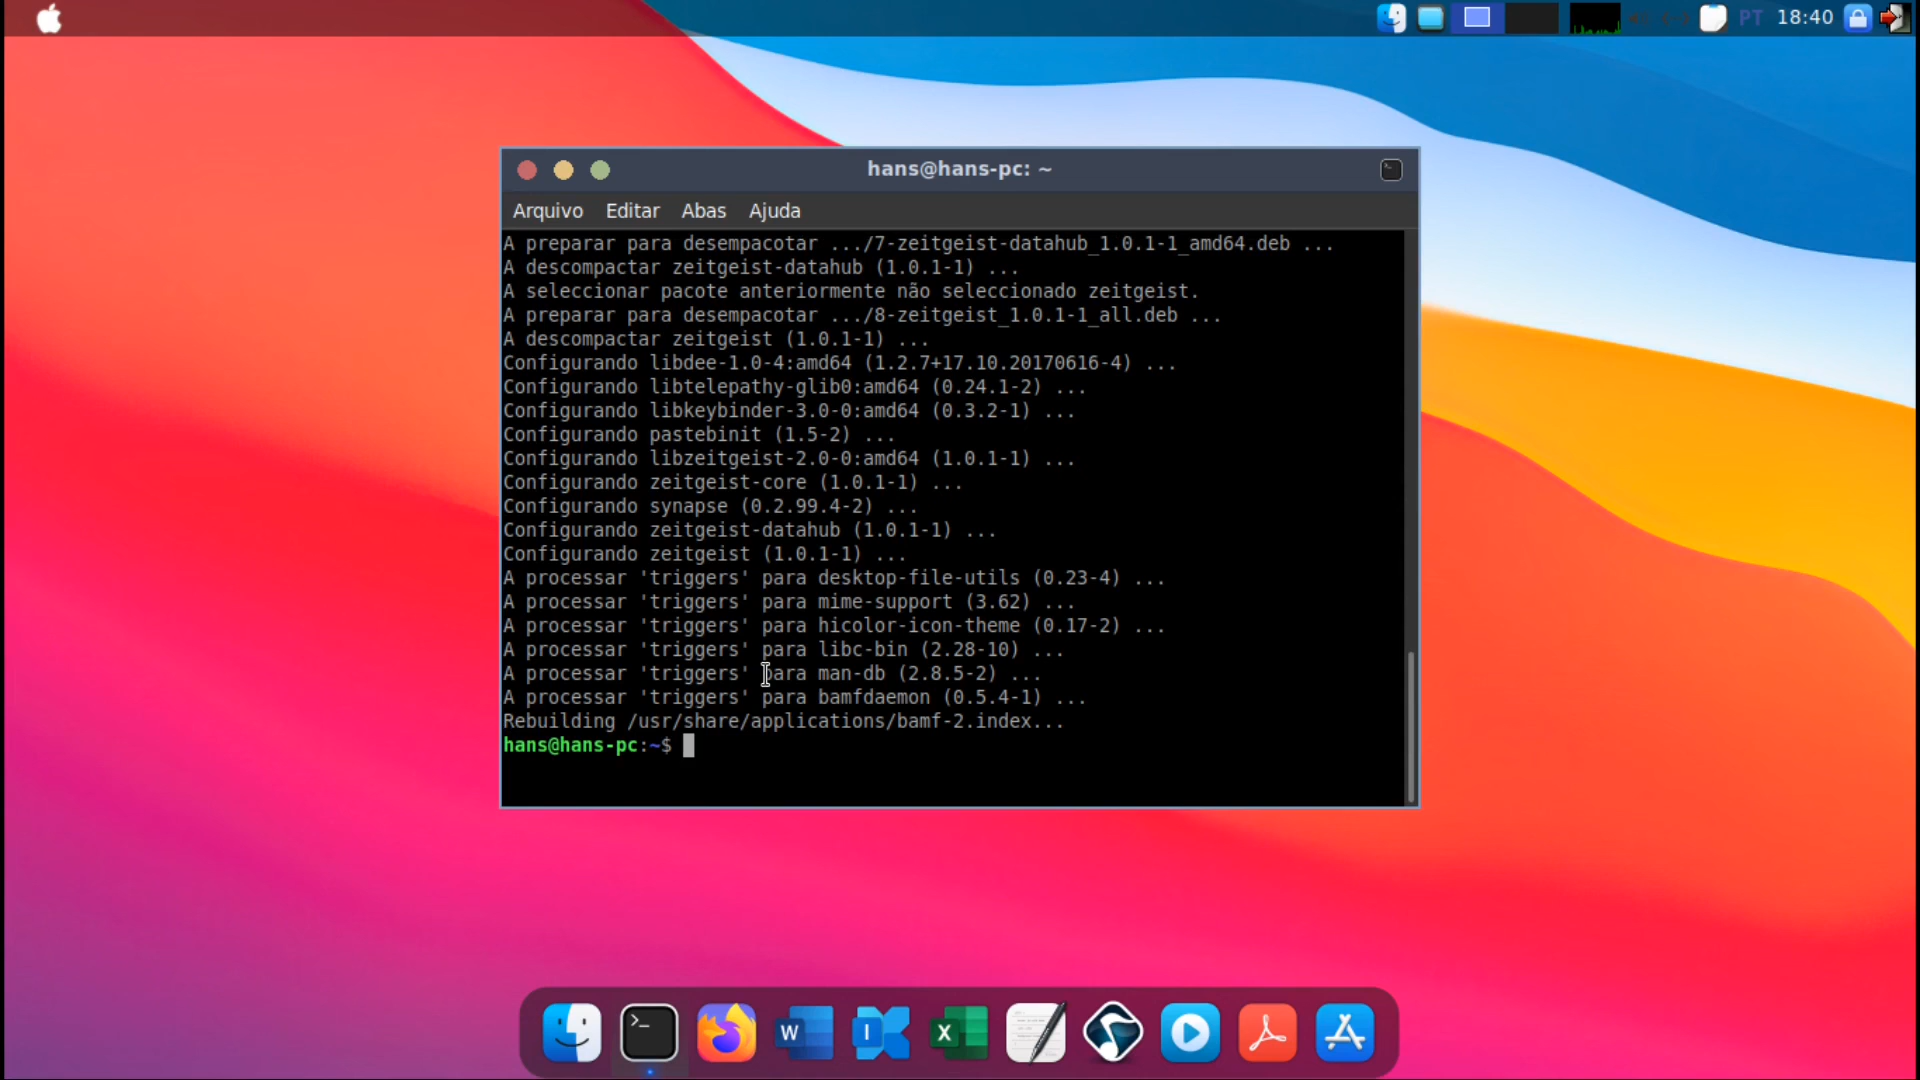 PT 18:40
hans@hans-pc: ~
Arquivo Editar Abas Ajuda
A preparar para desempacotar .../7-zeitgeist-datahub_1.0.1-1_amd64.deb ...
A descompactar zeitgeist-datahub (1.0.1-1) ...
A seleccionar pacote anteriormente não seleccionado zeitgeist.
A preparar para desempacotar .../8-zeitgeist_1.0.1-1_all.deb ...
A descompactar zeitgeist (1.0.1-1) ...
Configurando libdee-1.0-4:amd64 (1.2.7+17.10.20170616-4) ...
Configurando libtelepathy-glib0:amd64 (0.24.1-2) ...
Configurando libkeybinder-3.0-0:amd64 (0.3.2-1) ...
Configurando pastebinit (1.5-2) ...
Configurando libzeitgeist-2.0-0:amd64 (1.0.1-1) ...
Configurando zeitgeist-core (1.0.1-1) ...
Configurando synapse (0.2.99.4-2) ...
Configurando zeitgeist-datahub (1.0.1-1) ...
Configurando zeitgeist (1.0.1-1) ...
A processar 'triggers' para desktop-file-utils (0.23-4) ...
A processar 'triggers' para mime-support (3.62) ...
A processar 'triggers' para hicolor-icon-theme (0.17-2) ...
A processar 'triggers' para libc-bin (2.28-10) ...
A processar 'triggers' para man-db (2.8.5-2) ...
A processar 'triggers' para bamfdaemon (0.5.4-1) ...
Rebuilding /usr/share/applications/bamf-2.index...
hans@hans-pc:~$
>_ W I X